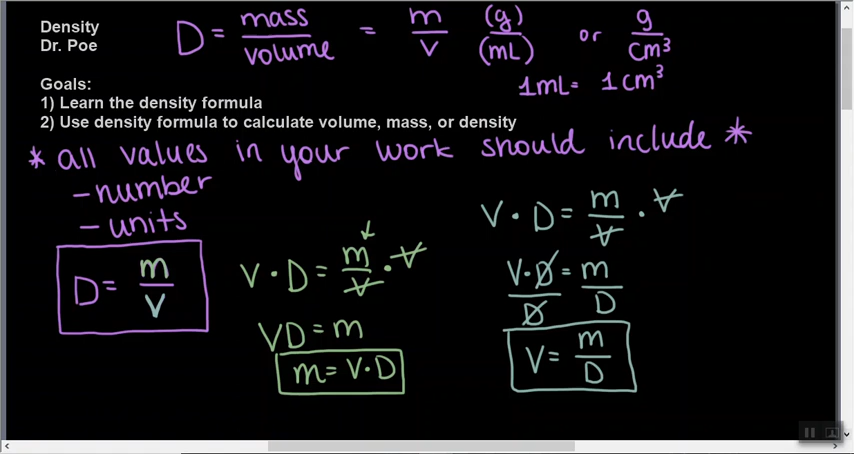 Density
Dr. Poe
D = mass/volume = m/V (g)/(mL) or g/cm³
1mL = 1cm³
Goals:
1) Learn the density formula
2) Use density formula to calculate volume, mass, or density
* all values in your work should include *
- number
- units
D = m/V
V · D = m/V · V
VD = m
m = V · D
V · D = m/V · V
V · D/D = m/D
V = m/D